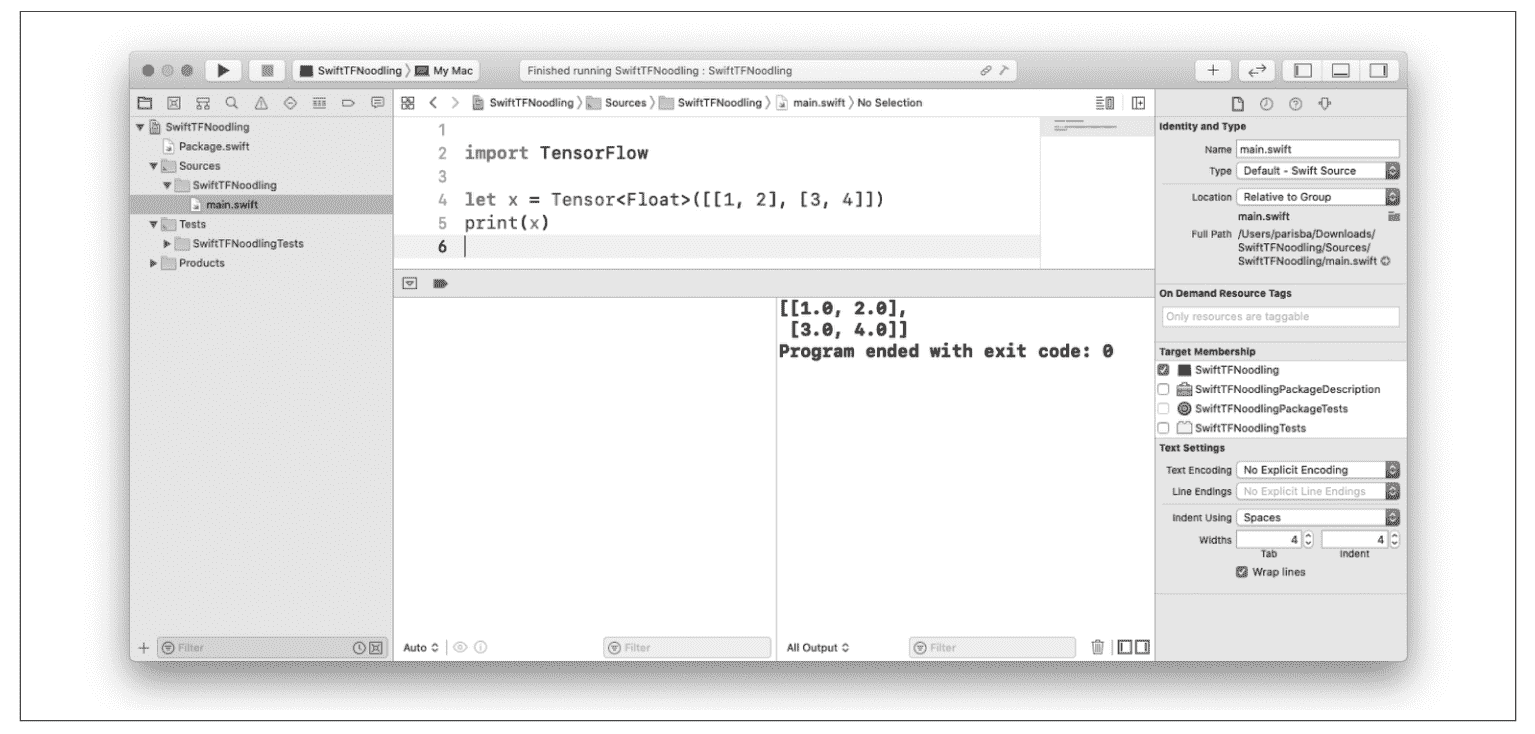 SwiftTFNoodling 〉 My Mac
Finished running SwiftTFNoodling : SwiftTFNoodling
SwiftTFNoodling 〉 Sources 〉 SwiftTFNoodling 〉 main.swift 〉 No Selection
SwiftTFNoodling
Package.swift
Sources
SwiftTFNoodling
main.swift
Tests
SwiftTFNoodlingTests
Products
Filter
1
2 import TensorFlow
3
4 let x = Tensor<Float>([[1, 2], [3, 4]])
5 print(x)
6
[[1.0, 2.0],
[3.0, 4.0]]
Program ended with exit code: 0
Auto
Filter
All Output
Filter
Identity and Type
Name main.swift
Type Default - Swift Source
Location Relative to Group
main.swift
Full Path /Users/parisba/Downloads/
SwiftTFNoodling/Sources/
SwiftTFNoodling/main.swift
On Demand Resource Tags
Only resources are taggable
Target Membership
SwiftTFNoodling
SwiftTFNoodlingPackageDescription
SwiftTFNoodlingPackageTests
SwiftTFNoodlingTests
Text Settings
Text Encoding No Explicit Encoding
Line Endings No Explicit Line Endings
Indent Using Spaces
Widths 4 4
Tab Indent
Wrap lines